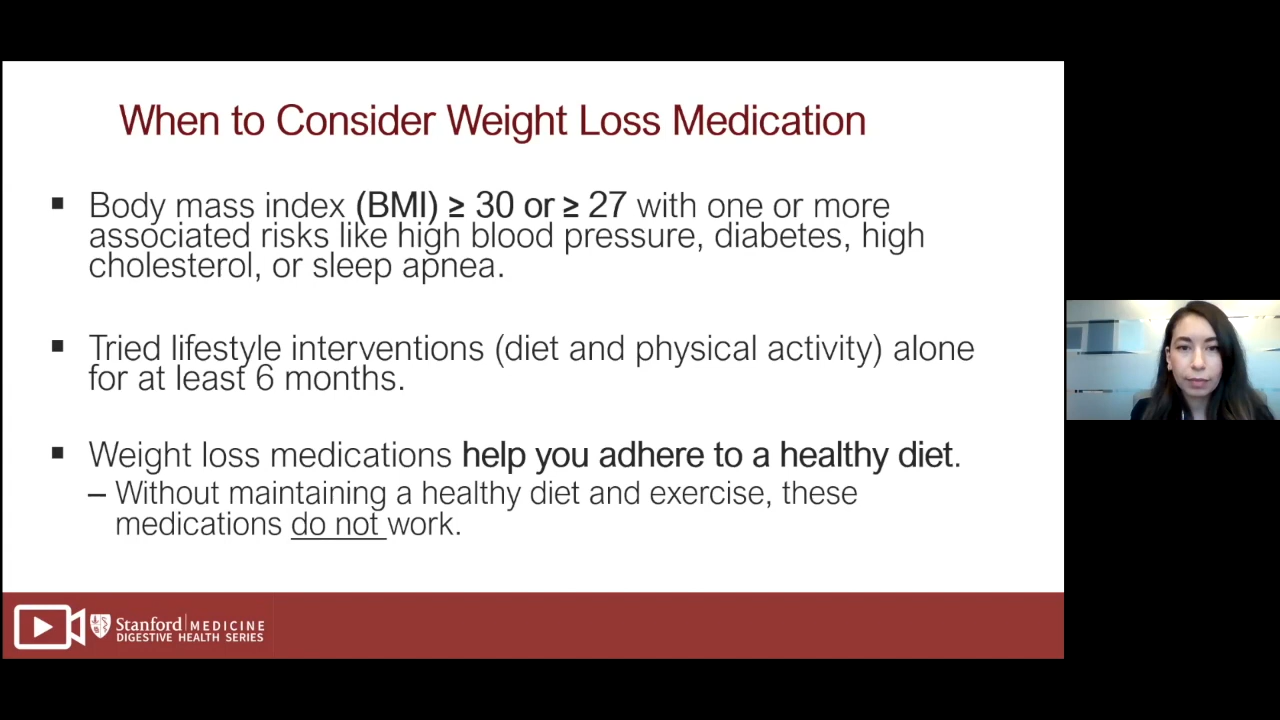 When to Consider Weight Loss Medication
▪ Body mass index (BMI) ≥ 30 or ≥ 27 with one or more
associated risks like high blood pressure, diabetes, high
cholesterol, or sleep apnea.
▪ Tried lifestyle interventions (diet and physical activity) alone
for at least 6 months.
▪ Weight loss medications help you adhere to a healthy diet.
– Without maintaining a healthy diet and exercise, these
medications do not work.
Stanford MEDICINE
DIGESTIVE HEALTH SERIES